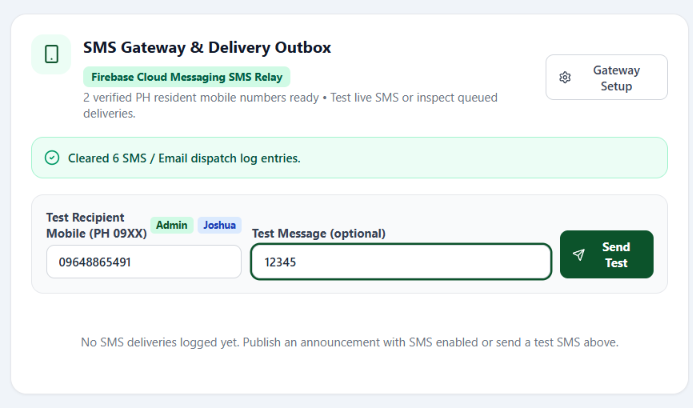 SMS Gateway & Delivery Outbox
Firebase Cloud Messaging SMS Relay
2 verified PH resident mobile numbers ready • Test live SMS or inspect queued
deliveries.
Gateway
Setup
Cleared 6 SMS / Email dispatch log entries.
Test Recipient
Mobile (PH 09XX)
Admin
Joshua
09648865491
Test Message (optional)
12345
Send
Test
No SMS deliveries logged yet. Publish an announcement with SMS enabled or send a test SMS above.